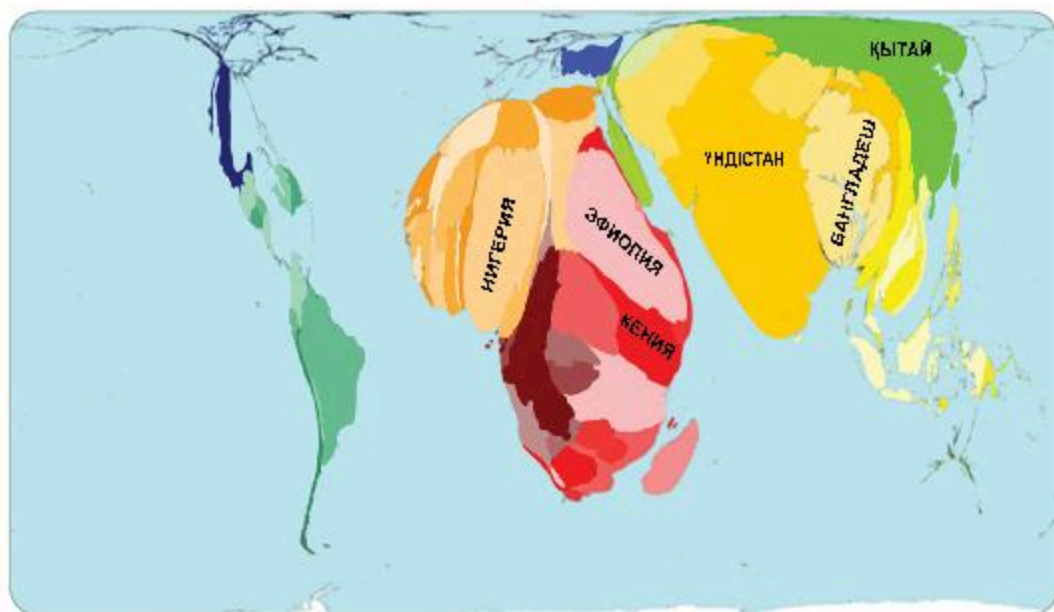 ҚЫТАЙ
ҮНДІСТАН
БАНГЛАДЕШ
НИГЕРИЯ
ЭФИОПИЯ
КЕНИЯ